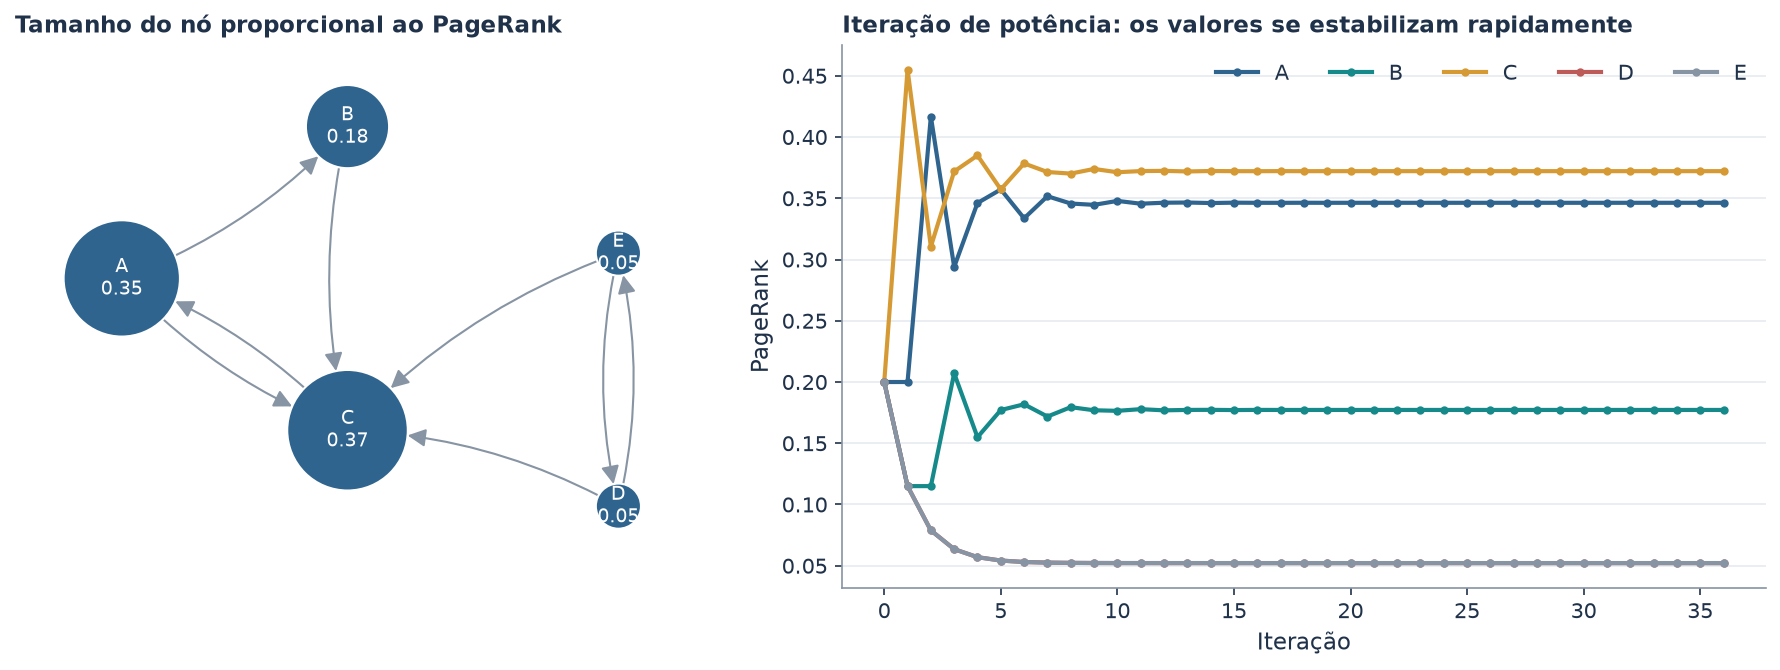 Tamanho do nó proporcional ao PageRank
B
0.18
A
0.35
E
0.05
C
0.37
D
0.05
Iteração de potência: os valores se estabilizam rapidamente
A B C D E
PageRank
0.45
0.40
0.35
0.30
0.25
0.20
0.15
0.10
0.05
0 5 10 15 20 25 30 35
Iteração